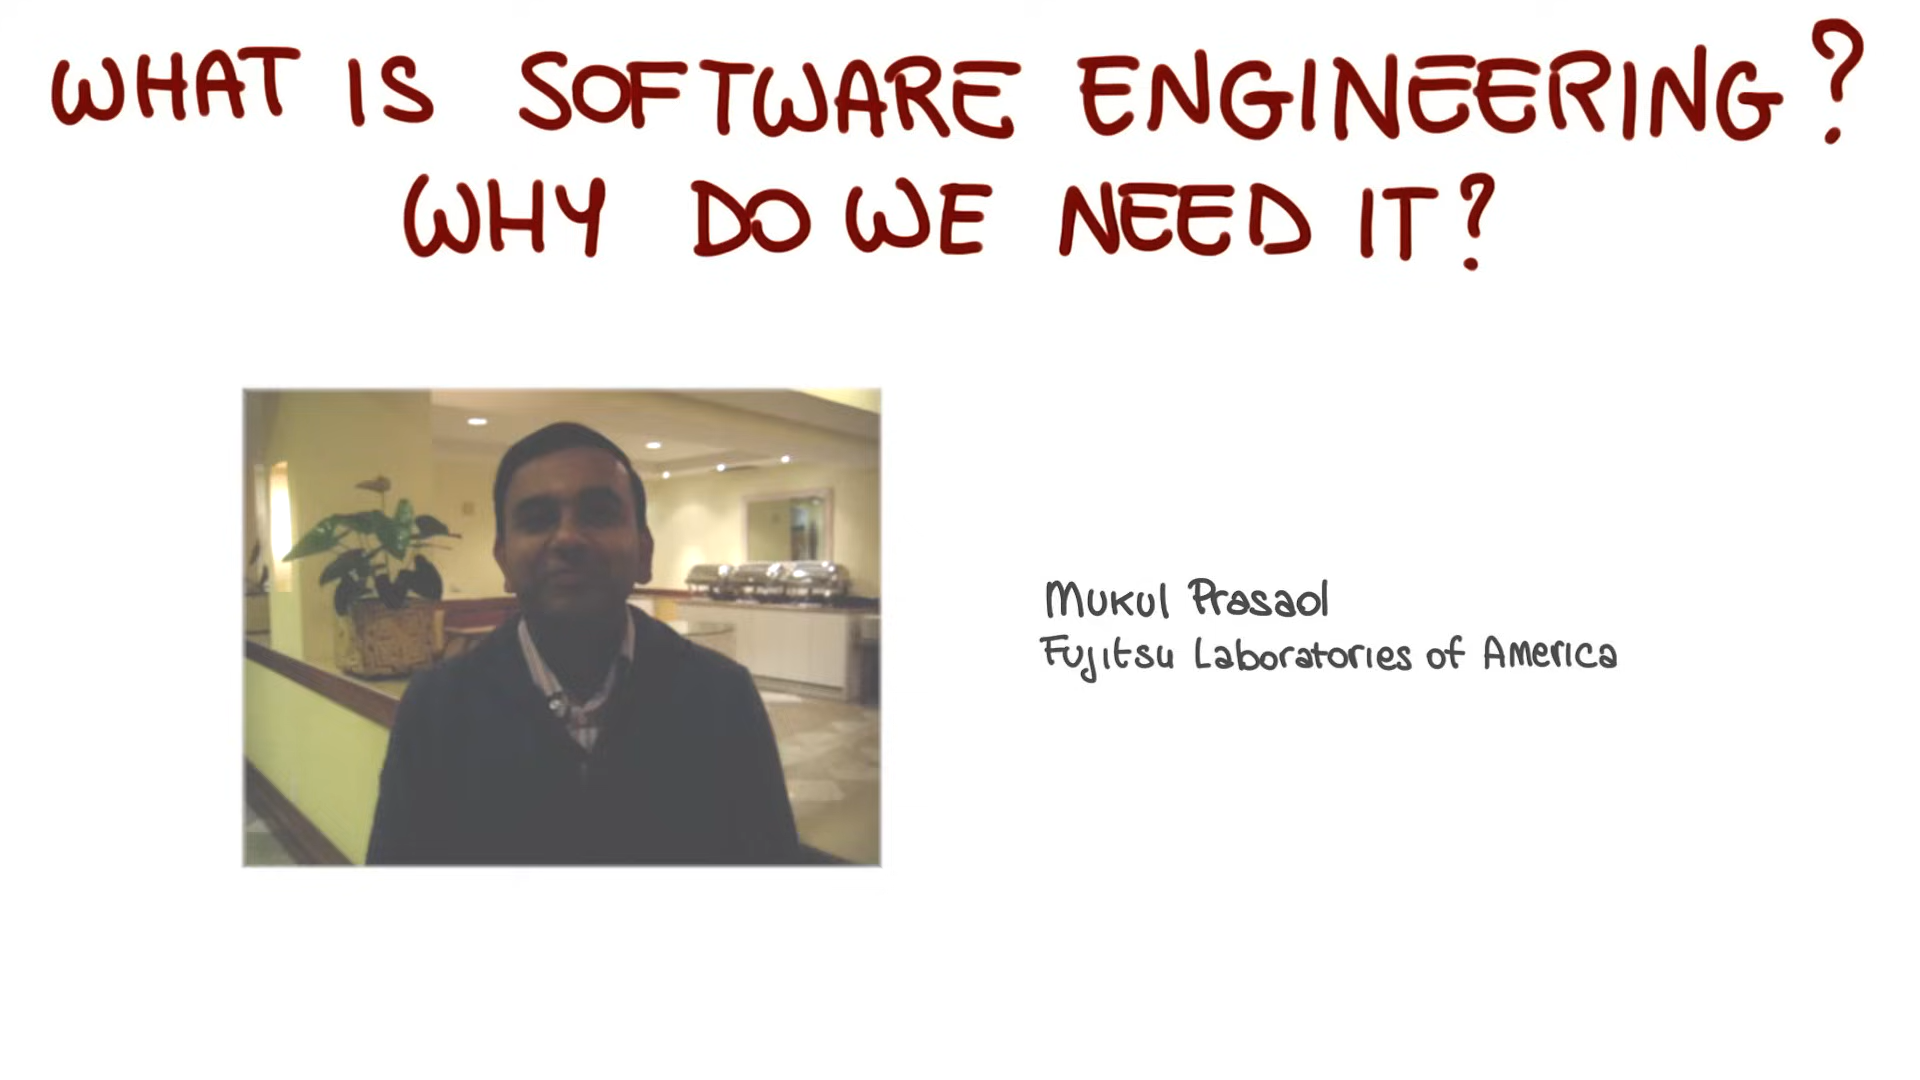 WHAT IS SOFTWARE ENGINEERING?
WHY DO WE NEED IT?
Mukul Prasad
Fujitsu Laboratories of America